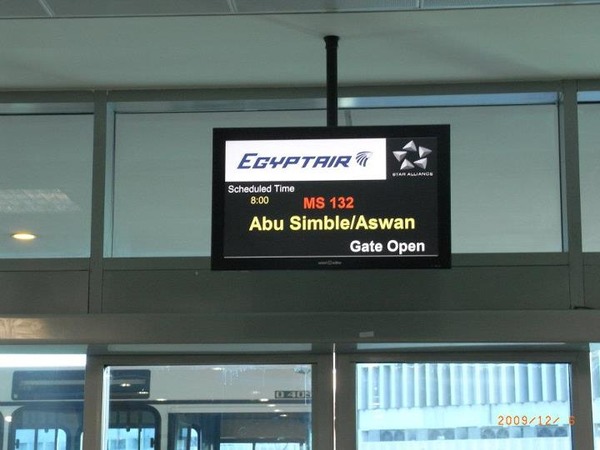 EGYPTAIR
STAR ALLIANCE
Scheduled Time
8:00
MS 132
Abu Simble/Aswan
Gate Open
2009/12/ 6